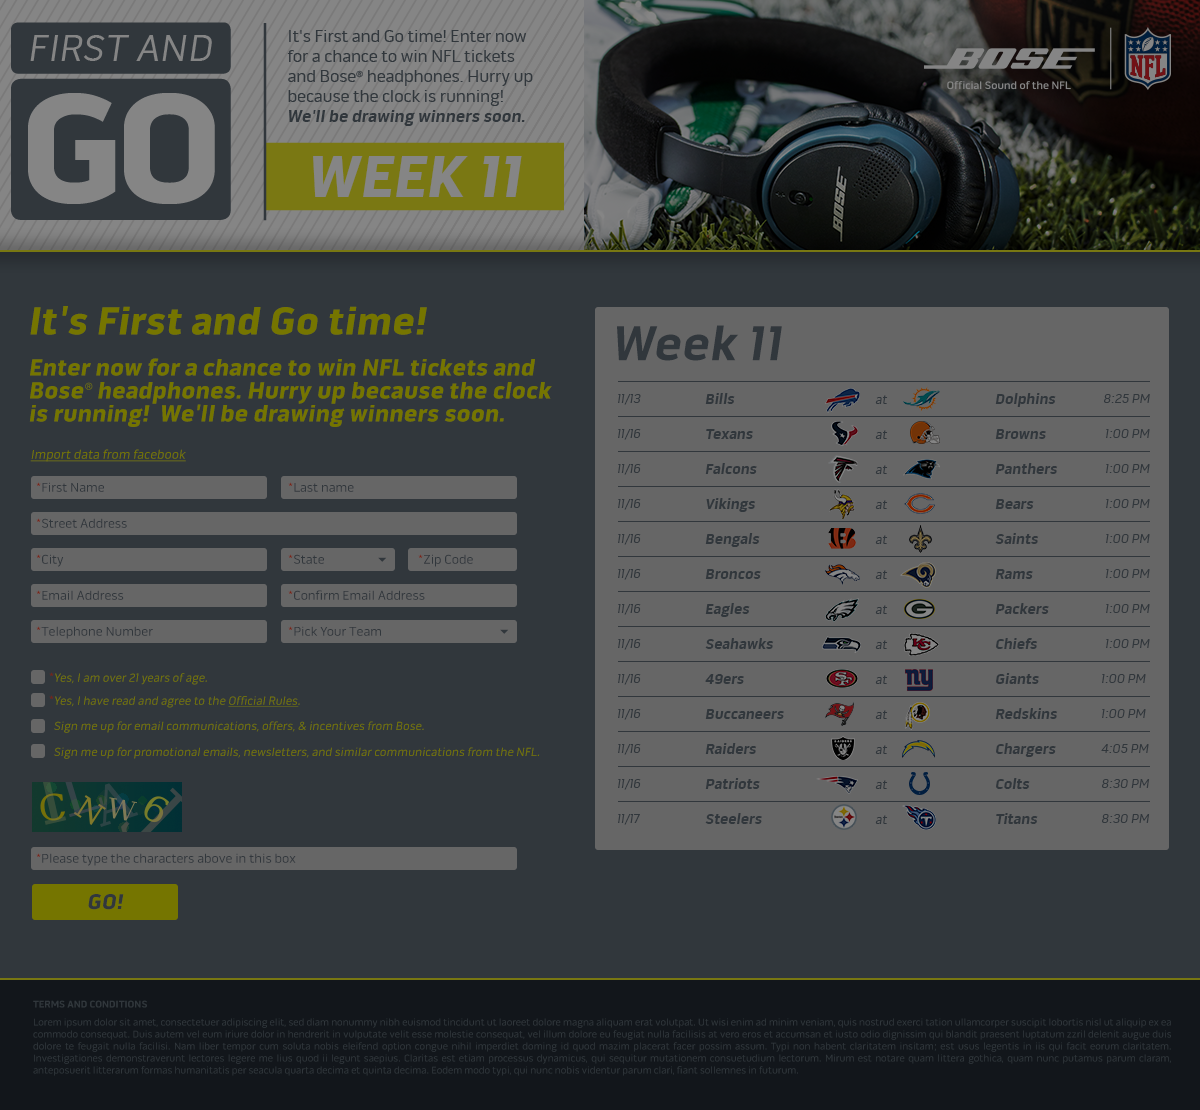 FIRST AND
GO
It's First and Go time! Enter now
for a chance to win NFL tickets
and Bose® headphones. Hurry up
because the clock is running!
We'll be drawing winners soon.
WEEK 11
BOSE
Official Sound of the NFL
NFL
BOSE
It's First and Go time!
Enter now for a chance to win NFL tickets and
Bose® headphones. Hurry up because the clock
is running! We'll be drawing winners soon.
Import data from facebook
*First Name *Last name
*Street Address
*City *State *Zip Code
*Email Address *Confirm Email Address
*Telephone Number *Pick Your Team
Yes, I am over 21 years of age.
Yes, I have read and agree to the Official Rules.
Sign me up for email communications, offers, & incentives from Bose.
Sign me up for promotional emails, newsletters, and similar communications from the NFL.
CNW6
*Please type the characters above in this box
GO!
Week 11
11/13 Bills at Dolphins 8:25 PM
11/16 Texans at Browns 1:00 PM
11/16 Falcons at Panthers 1:00 PM
11/16 Vikings at Bears 1:00 PM
11/16 Bengals at Saints 1:00 PM
11/16 Broncos at Rams 1:00 PM
11/16 Eagles at Packers 1:00 PM
11/16 Seahawks at Chiefs 1:00 PM
11/16 49ers at Giants 1:00 PM
11/16 Buccaneers at Redskins 1:00 PM
11/16 Raiders at Chargers 4:05 PM
11/16 Patriots at Colts 8:30 PM
11/17 Steelers at Titans 8:30 PM
TERMS AND CONDITIONS
Lorem ipsum dolor sit amet, consectetuer adipiscing elit, sed diam nonummy nibh euismod tincidunt ut laoreet dolore magna aliquam erat volutpat. Ut wisi enim ad minim veniam, quis nostrud exerci tation ullamcorper suscipit lobortis nisl ut aliquip ex ea
commodo consequat. Duis autem vel eum iriure dolor in hendrerit in vulputate velit esse molestie consequat, vel illum dolore eu feugiat nulla facilisis at vero eros et accumsan et iusto odio dignissim qui blandit praesent luptatum zzril delenit augue duis
dolore te feugait nulla facilisi. Nam liber tempor cum soluta nobis eleifend option congue nihil imperdiet doming id quod mazim placerat facer possim assum. Typi non habent claritatem insitam; est usus legentis in iis qui facit eorum claritatem.
Investigationes demonstraverunt lectores legere me lius quod ii legunt saepius. Claritas est etiam processus dynamicus, qui sequitur mutationem consuetudium lectorum. Mirum est notare quam littera gothica, quam nunc putamus parum claram,
anteposuerit litterarum formas humanitatis per seacula quarta decima et quinta decima. Eodem modo typi, qui nunc nobis videntur parum clari, fiant sollemnes in futurum.